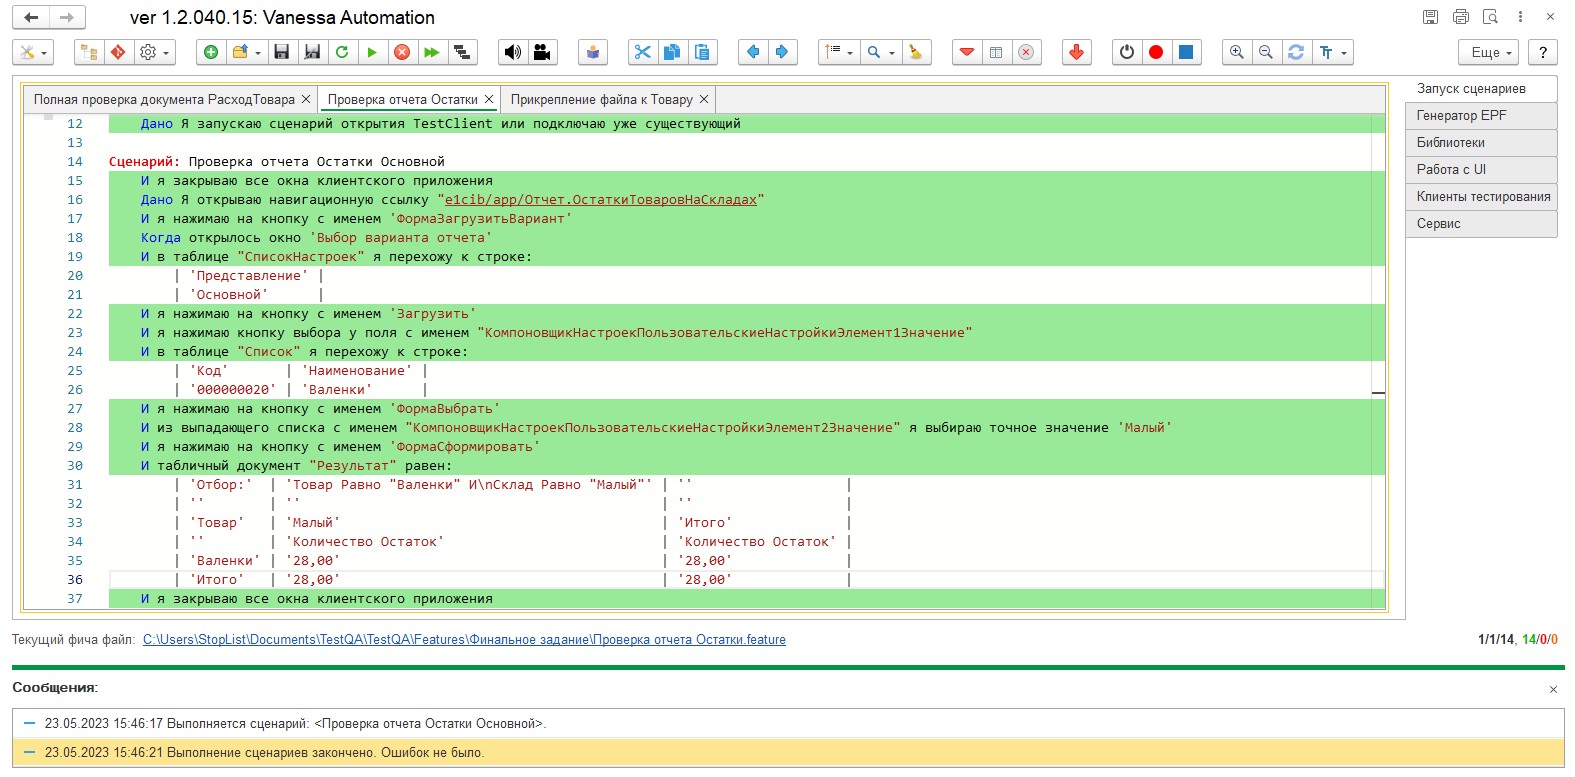 ver 1.2.040.15: Vanessa Automation
Еще
?
Полная проверка документа РасходТовара
Проверка отчета Остатки
Прикрепление файла к Товару
Запуск сценариев
Генератор EPF
Библиотеки
Работа с UI
Клиенты тестирования
Сервис
12 Дано Я запускаю сценарий открытия TestClient или подключаю уже существующий
13
14 Сценарий: Проверка отчета Остатки Основной
15 И я закрываю все окна клиентского приложения
16 Дано Я открываю навигационную ссылку "e1cib/app/Отчет.ОстаткиТоваровНаСкладах"
17 И я нажимаю на кнопку с именем 'ФормаЗагрузитьВариант'
18 Когда открылось окно 'Выбор варианта отчета'
19 И в таблице "СписокНастроек" я перехожу к строке:
20 | 'Представление' |
21 | 'Основной' |
22 И я нажимаю на кнопку с именем 'Загрузить'
23 И я нажимаю кнопку выбора у поля с именем "КомпоновщикНастроекПользовательскиеНастройкиЭлемент1Значение"
24 И в таблице "Список" я перехожу к строке:
25 | 'Код' | 'Наименование' |
26 | '000000020' | 'Валенки' |
27 И я нажимаю на кнопку с именем 'ФормаВыбрать'
28 И из выпадающего списка с именем "КомпоновщикНастроекПользовательскиеНастройкиЭлемент2Значение" я выбираю точное значение 'Малый'
29 И я нажимаю на кнопку с именем 'ФормаСформировать'
30 И табличный документ "Результат" равен:
31 | 'Отбор:' | 'Товар Равно "Валенки" И\nСклад Равно "Малый"' | '' |
32 | '' | '' | '' |
33 | 'Товар' | 'Малый' | 'Итого' |
34 | '' | 'Количество Остаток' | 'Количество Остаток' |
35 | 'Валенки' | '28,00' | '28,00' |
36 | 'Итого' | '28,00' | '28,00' |
37 И я закрываю все окна клиентского приложения
Текущий фича файл: C:\Users\StopList\Documents\TestQA\TestQA\Features\Финальное задание\Проверка отчета Остатки.feature
1/1/14, 14/0/0
Сообщения:
23.05.2023 15:46:17 Выполняется сценарий: <Проверка отчета Остатки Основной>.
23.05.2023 15:46:21 Выполнение сценариев закончено. Ошибок не было.